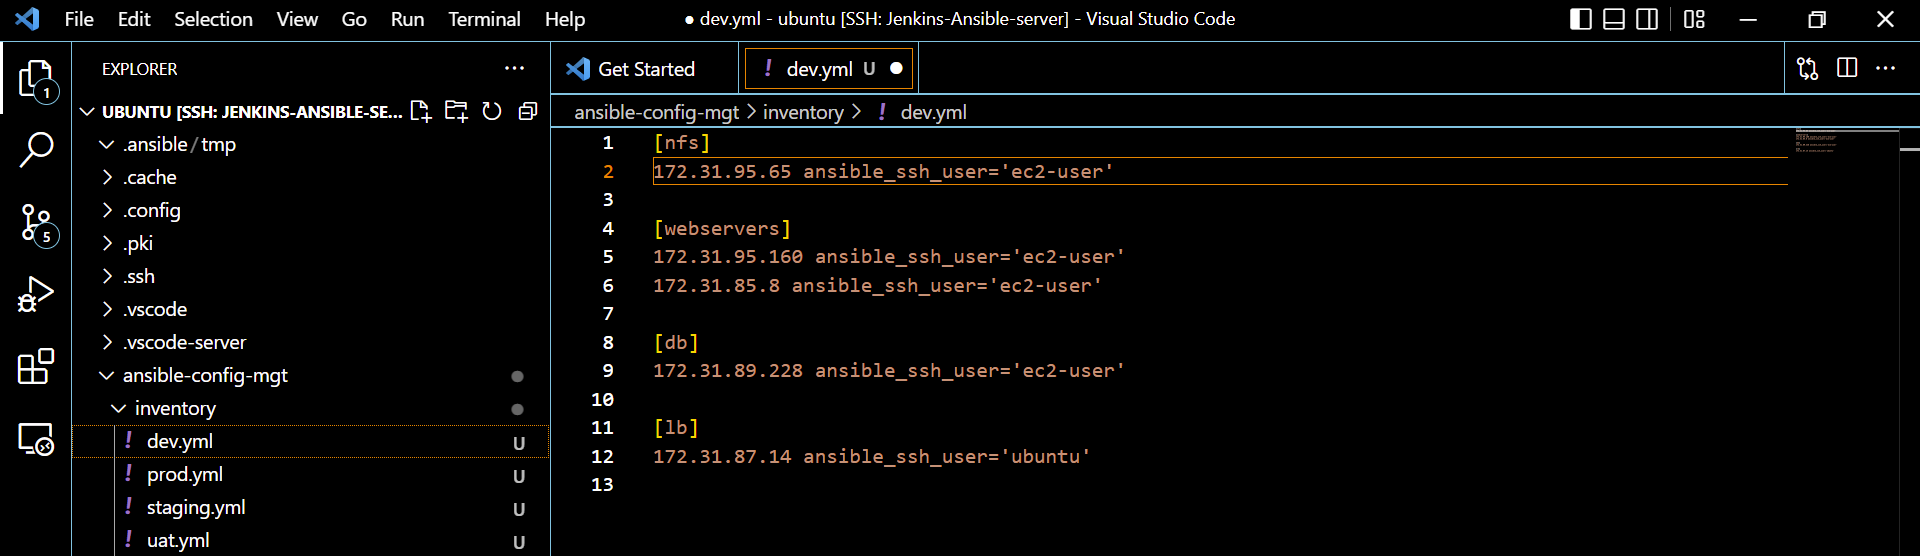 File Edit Selection View Go Run Terminal Help
● dev.yml - ubuntu [SSH: Jenkins-Ansible-server] - Visual Studio Code
EXPLORER
1
5
UBUNTU [SSH: JENKINS-ANSIBLE-SE...
.ansible/tmp
.cache
.config
.pki
.ssh
.vscode
.vscode-server
ansible-config-mgt
inventory
! dev.yml U
! prod.yml U
! staging.yml U
! uat.yml U
Get Started
! dev.yml U
ansible-config-mgt > inventory > ! dev.yml
1 [nfs]
2 172.31.95.65 ansible_ssh_user='ec2-user'
3
4 [webservers]
5 172.31.95.160 ansible_ssh_user='ec2-user'
6 172.31.85.8 ansible_ssh_user='ec2-user'
7
8 [db]
9 172.31.89.228 ansible_ssh_user='ec2-user'
10
11 [lb]
12 172.31.87.14 ansible_ssh_user='ubuntu'
13